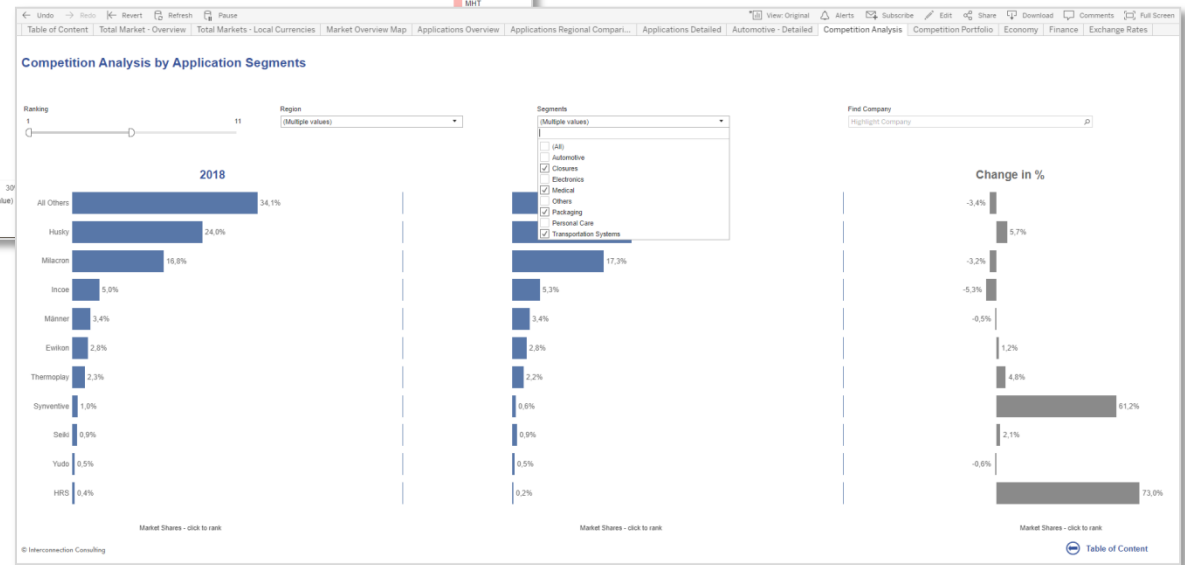 MHT
← Undo → Redo Revert Refresh Pause View: Original Alerts Subscribe Edit Share Download Comments Full Screen
Table of Content Total Market - Overview Total Markets - Local Currencies Market Overview Map Applications Overview Applications Regional Compari... Applications Detailed Automotive - Detailed Competition Analysis Competition Portfolio Economy Finance Exchange Rates
Competition Analysis by Application Segments
Ranking Region Segments Find Company
1 11 (Multiple values) (Multiple values) Highlight Company
(All)
Automotive
Closures
Electronics
Medical
Others
Packaging
Personal Care
Transportation Systems
2018 Change in %
All Others 34,1% -3,4%
Husky 24,0% 5,7%
Milacron 16,8% 17,3% -3,2%
Incoe 5,0% 5,3% -5,3%
Männer 3,4% 3,4% -0,5%
Ewikon 2,8% 2,8% 1,2%
Thermoplay 2,3% 2,2% 4,8%
Synventive 1,0% 0,6% 61,2%
Seiki 0,9% 0,9% 2,1%
Yudo 0,5% 0,5% -0,6%
HRS 0,4% 0,2% 73,0%
Market Shares - click to rank Market Shares - click to rank Market Shares - click to rank
© Interconnection Consulting Table of Content